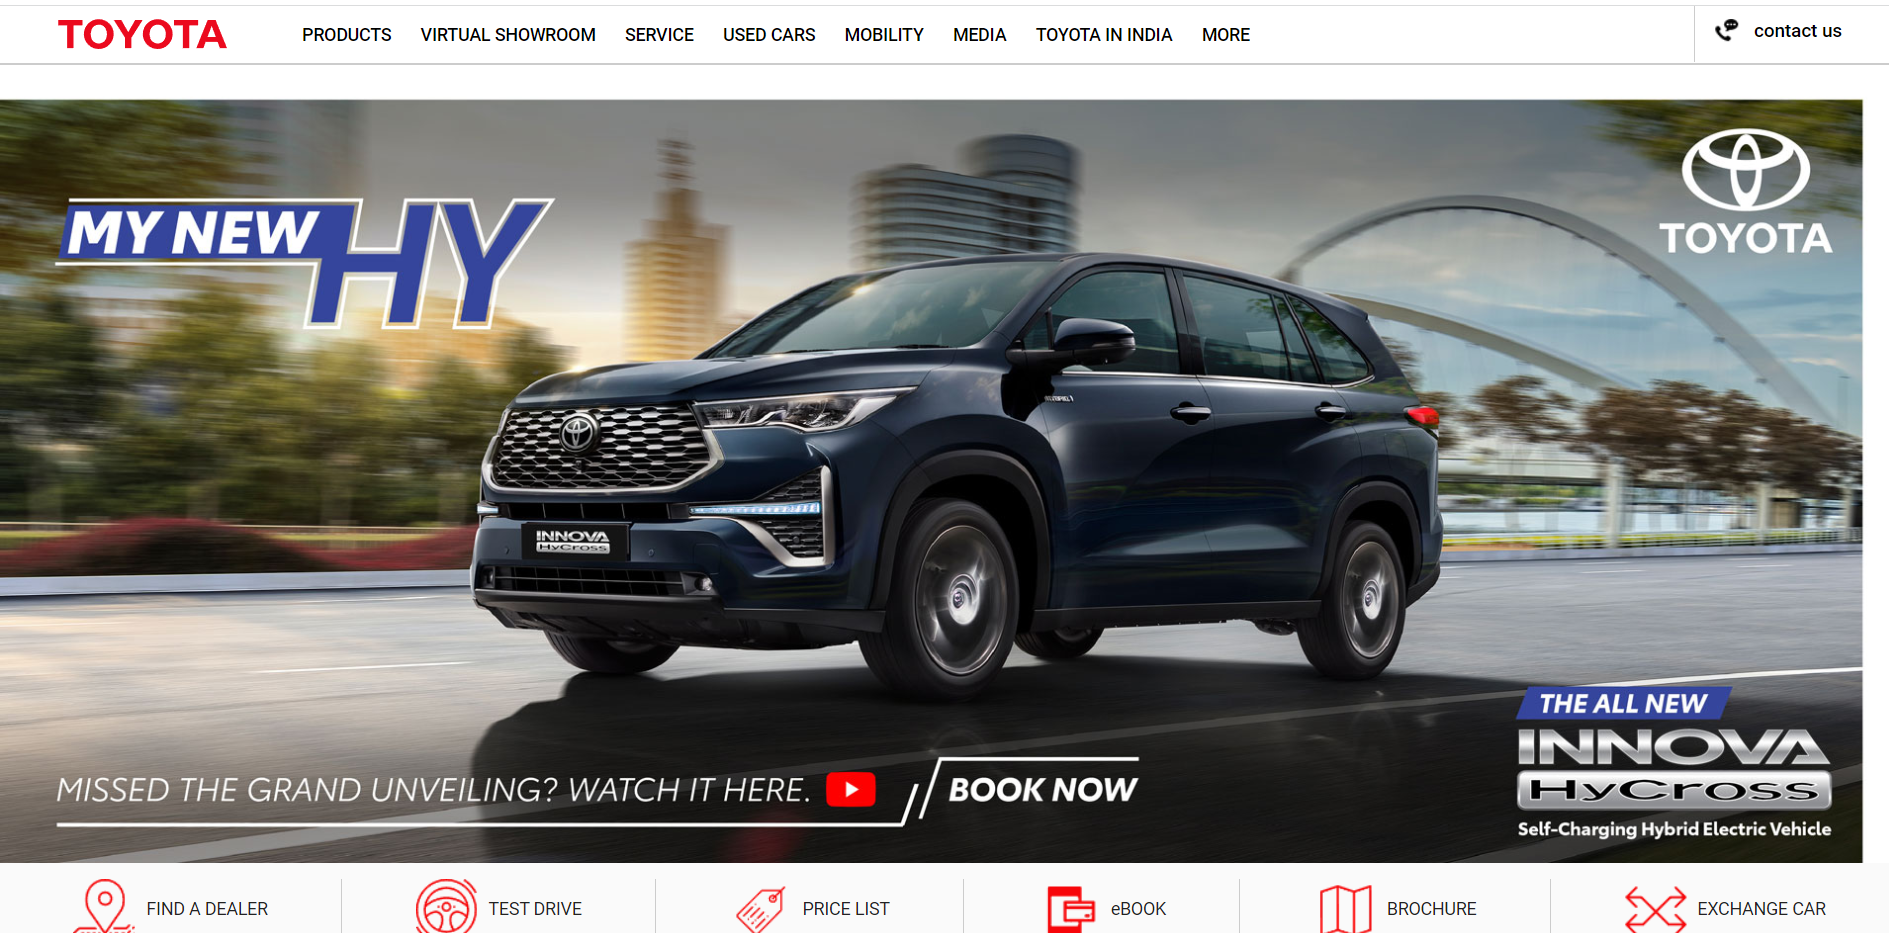 TOYOTA
PRODUCTS VIRTUAL SHOWROOM SERVICE USED CARS MOBILITY MEDIA TOYOTA IN INDIA MORE
contact us
MY NEW HY
TOYOTA
INNOVA
HyCross
MISSED THE GRAND UNVEILING? WATCH IT HERE. BOOK NOW
THE ALL NEW
INNOVA
HyCross
Self-Charging Hybrid Electric Vehicle
FIND A DEALER TEST DRIVE PRICE LIST eBOOK BROCHURE EXCHANGE CAR